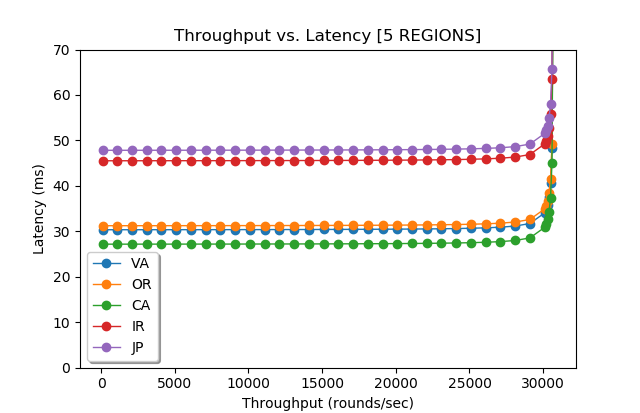 Throughput vs. Latency [5 REGIONS]
70
60
50
40
30
20
10
0
Latency (ms)
VA
OR
CA
IR
JP
0 5000 10000 15000 20000 25000 30000
Throughput (rounds/sec)